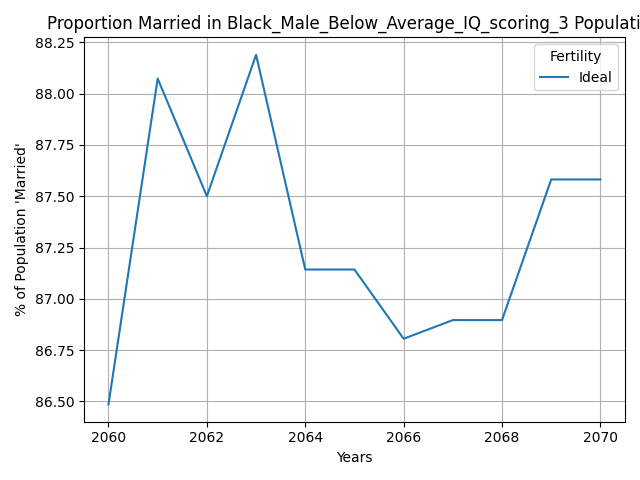 Proportion Married in Black_Male_Below_Average_IQ_scoring_3 Populati
Fertility
Ideal
88.25
88.00
87.75
87.50
87.25
87.00
86.75
86.50
% of Population 'Married'
2060
2062
2064
2066
2068
2070
Years